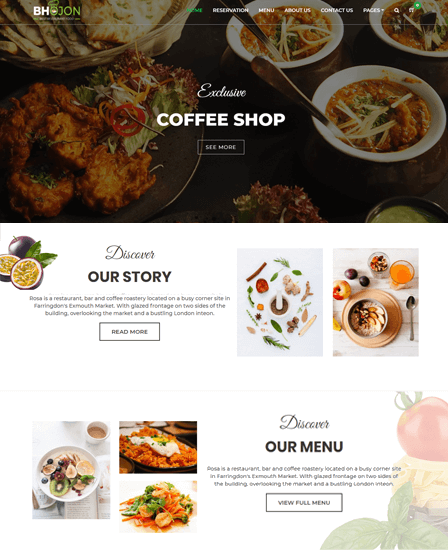 BHOJON
HOME RESERVATION MENU ABOUT US CONTACT US PAGES
Exclusive
COFFEE SHOP
SEE MORE
Discover
OUR STORY
Rosa is a restaurant, bar and coffee roastery located on a busy corner site in
Farringdon's Exmouth Market. With glazed frontage on two sides of the
building, overlooking the market and a bustling London inteon.
READ MORE
Discover
OUR MENU
Rosa is a restaurant, bar and coffee roastery located on a busy corner site
in Farringdon's Exmouth Market. With glazed frontage on two sides of
the building, overlooking the market and a bustling London inteon.
VIEW FULL MENU